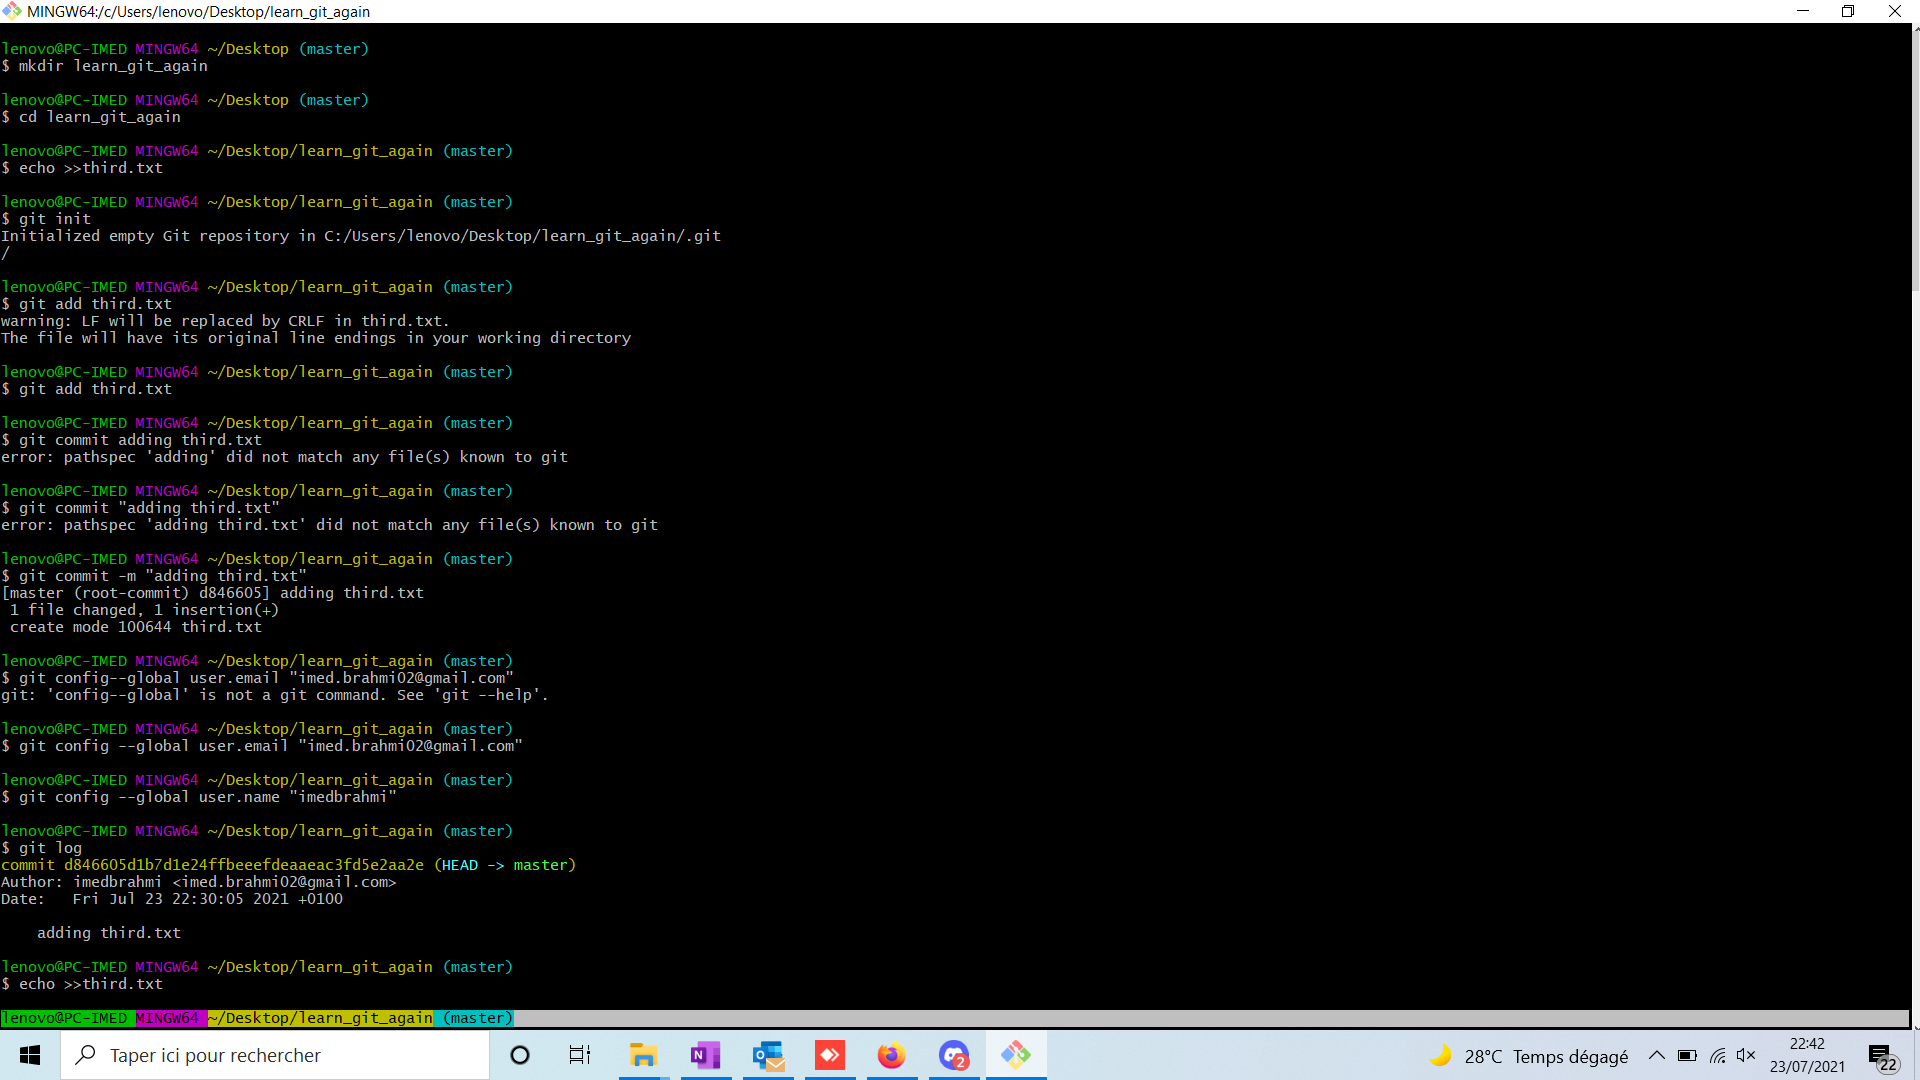 MINGW64:/c/Users/lenovo/Desktop/learn_git_again
lenovo@PC-IMED MINGW64 ~/Desktop (master)
$ mkdir learn_git_again
lenovo@PC-IMED MINGW64 ~/Desktop (master)
$ cd learn_git_again
lenovo@PC-IMED MINGW64 ~/Desktop/learn_git_again (master)
$ echo >>third.txt
lenovo@PC-IMED MINGW64 ~/Desktop/learn_git_again (master)
$ git init
Initialized empty Git repository in C:/Users/lenovo/Desktop/learn_git_again/.git
/
lenovo@PC-IMED MINGW64 ~/Desktop/learn_git_again (master)
$ git add third.txt
warning: LF will be replaced by CRLF in third.txt.
The file will have its original line endings in your working directory
lenovo@PC-IMED MINGW64 ~/Desktop/learn_git_again (master)
$ git add third.txt
lenovo@PC-IMED MINGW64 ~/Desktop/learn_git_again (master)
$ git commit adding third.txt
error: pathspec 'adding' did not match any file(s) known to git
lenovo@PC-IMED MINGW64 ~/Desktop/learn_git_again (master)
$ git commit "adding third.txt"
error: pathspec 'adding third.txt' did not match any file(s) known to git
lenovo@PC-IMED MINGW64 ~/Desktop/learn_git_again (master)
$ git commit -m "adding third.txt"
[master (root-commit) d846605] adding third.txt
1 file changed, 1 insertion(+)
create mode 100644 third.txt
lenovo@PC-IMED MINGW64 ~/Desktop/learn_git_again (master)
$ git config--global user.email "imed.brahmi02@gmail.com"
git: 'config--global' is not a git command. See 'git --help'.
lenovo@PC-IMED MINGW64 ~/Desktop/learn_git_again (master)
$ git config --global user.email "imed.brahmi02@gmail.com"
lenovo@PC-IMED MINGW64 ~/Desktop/learn_git_again (master)
$ git config --global user.name "imedbrahmi"
lenovo@PC-IMED MINGW64 ~/Desktop/learn_git_again (master)
$ git log
commit d846605d1b7d1e24ffbeeefdeaaeac3fd5e2aa2e (HEAD -> master)
Author: imedbrahmi <imed.brahmi02@gmail.com>
Date:   Fri Jul 23 22:30:05 2021 +0100
adding third.txt
lenovo@PC-IMED MINGW64 ~/Desktop/learn_git_again (master)
$ echo >>third.txt
lenovo@PC-IMED MINGW64 ~/Desktop/learn_git_again (master)
Taper ici pour rechercher
2
28°C Temps dégagé
22:42
23/07/2021
22